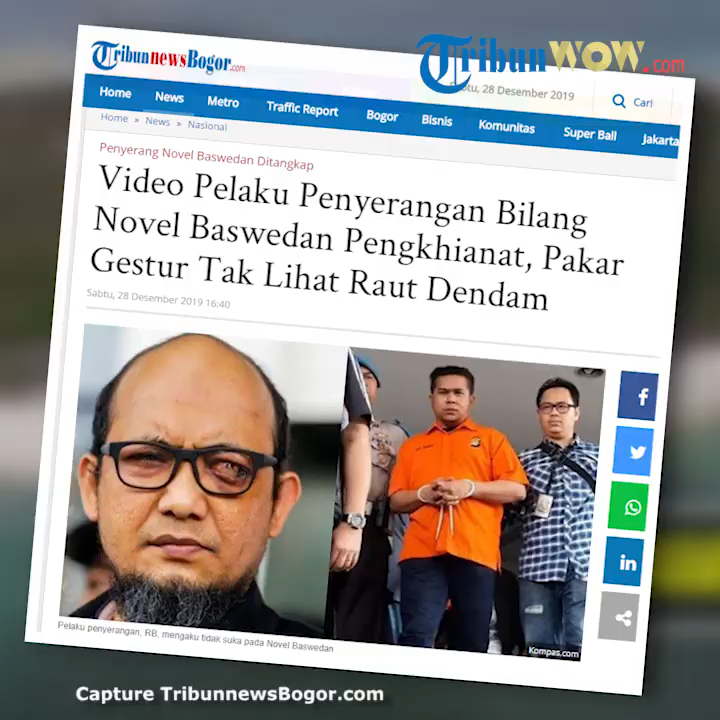 TribunnewsBogor.com
TribunWOW.com
Sabtu, 28 Desember 2019
Cari
Home
News
Metro
Traffic Report
Bogor
Bisnis
Komunitas
Super Ball
Jakarta
Home » News » Nasional
Penyerang Novel Baswedan Ditangkap
Video Pelaku Penyerangan Bilang
Novel Baswedan Pengkhianat, Pakar
Gestur Tak Lihat Raut Dendam
Sabtu, 28 Desember 2019 16:40
Kompas.com
Pelaku penyerangan, RB, mengaku tidak suka pada Novel Baswedan
Capture TribunnewsBogor.com